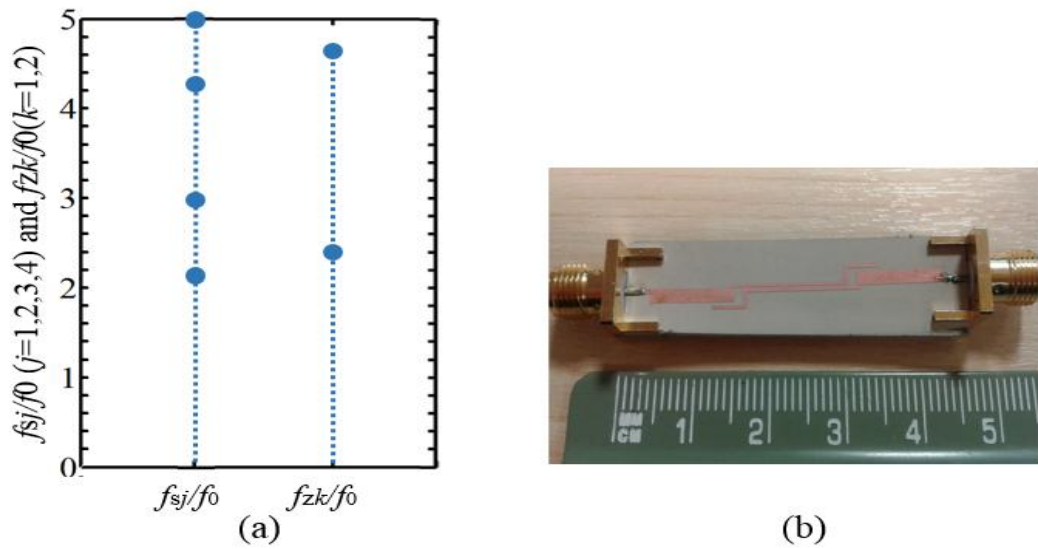 fsj/f0 (j=1,2,3,4) and fzk/f0(k=1,2)
5
4
3
2
1
0
fsj/f0
fzk/f0
(a)
MM
CM
1 2 3 4 5
(b)